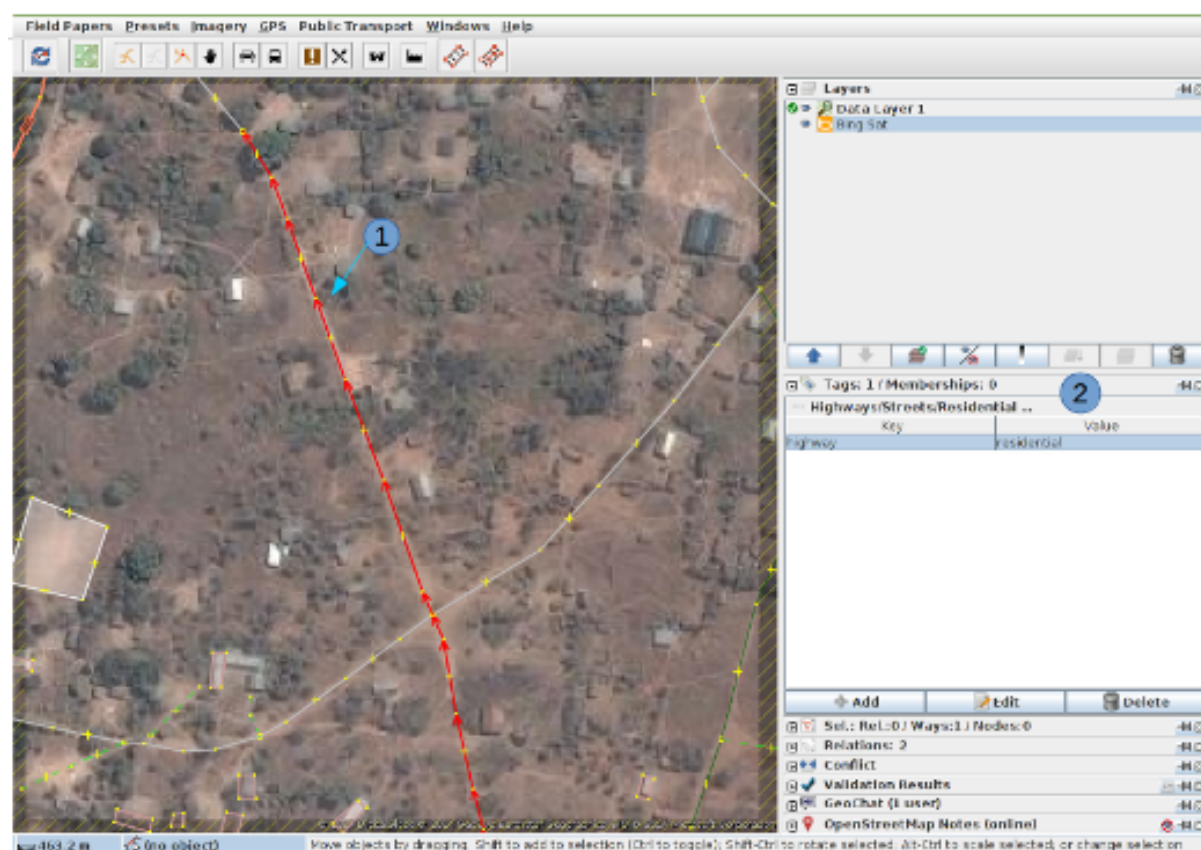 Field Papers Presets Imagery GPS Public Transport Windows Help
Layers
Data Layer 1
Bing Sat
1
Tags: 1 / Memberships: 0
2
Highways/Streets/Residential ...
Key Value
highway residential
Add Edit Delete
Sel.: Rel.:0 / Ways:1 / Nodes:0
Relations: 2
Conflict
Validation Results
GeoChat (1 user)
OpenStreetMap Notes (online)
463.2 m (no object) Move objects by dragging; Shift to add to selection (Ctrl to toggle); Shift-Ctrl to rotate selected; Alt-Ctrl to scale selected; or change selection